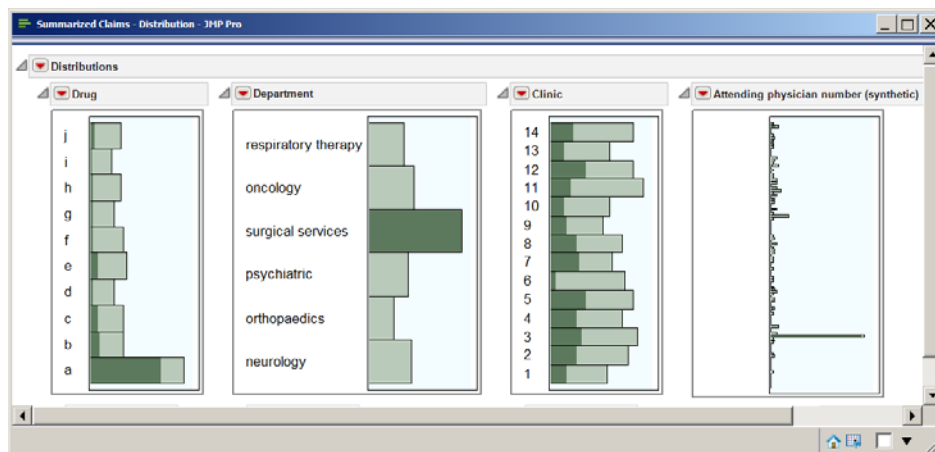 Summarized Claims - Distribution - JMP Pro
Distributions
Drug
j
i
h
g
f
e
d
c
b
a
Department
respiratory therapy
oncology
surgical services
psychiatric
orthopaedics
neurology
Clinic
14
13
12
11
10
9
8
7
6
5
4
3
2
1
Attending physician number (synthetic)